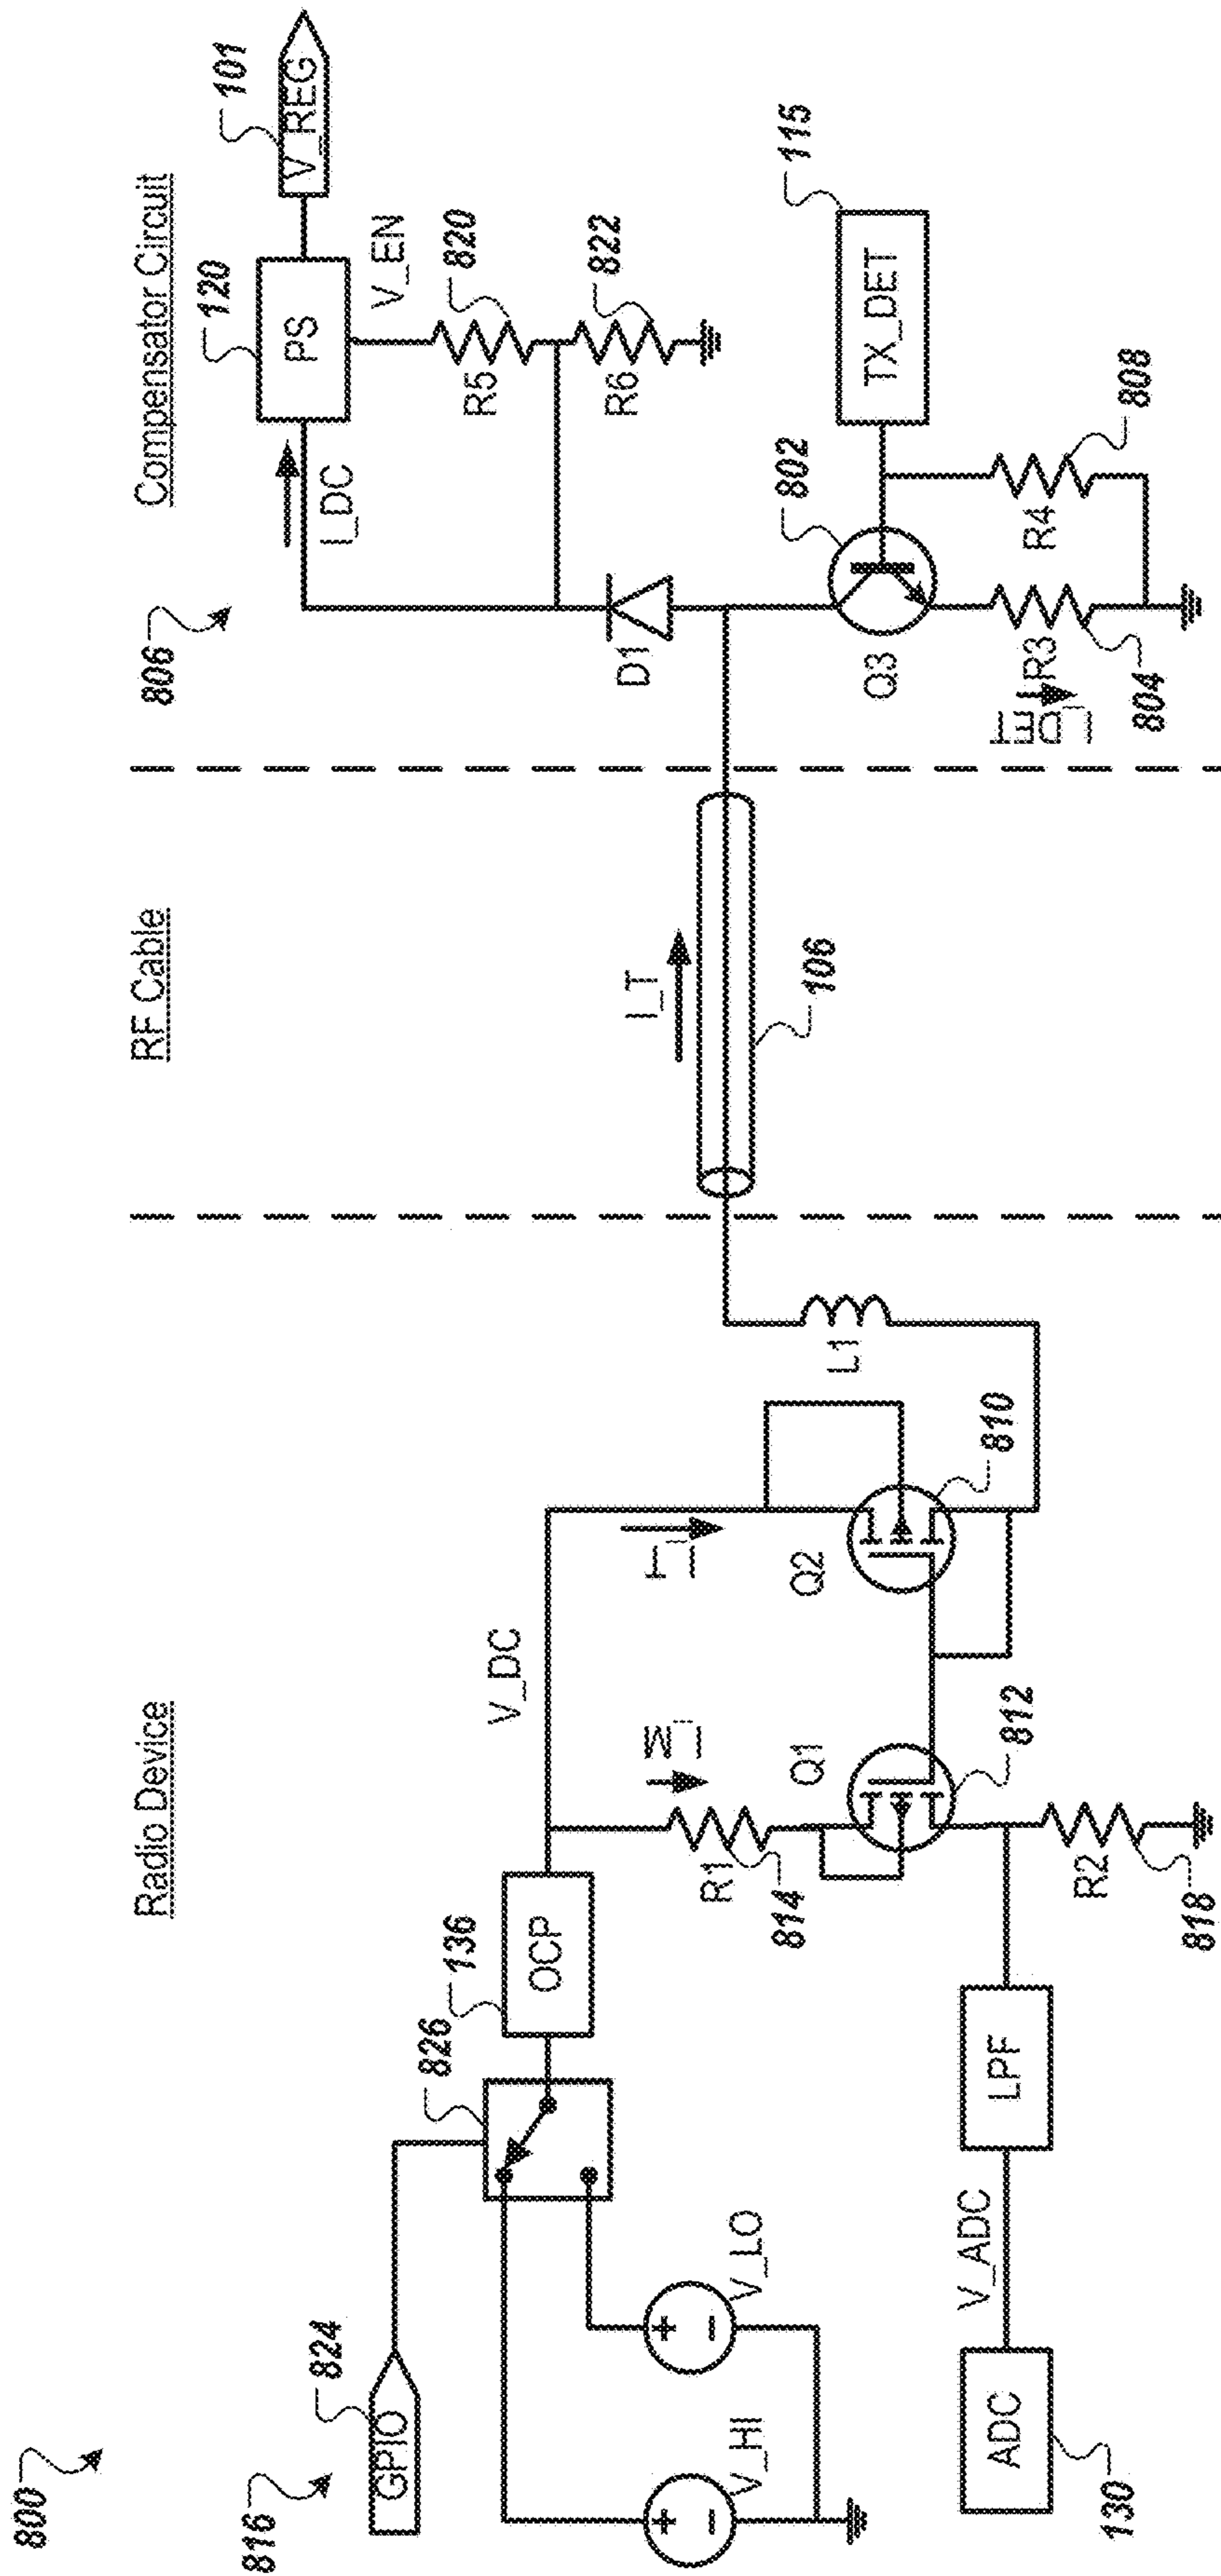 800
Radio Device
RF Cable
Compensator Circuit
816
824
GPIO
826
136
OCP
V_DC
V_HI
V_LO
I_M
R1
814
Q1
812
R2
818
LPF
V_ADC
ADC
130
I_T
Q2
810
L1
I_T
106
806
I_DC
120
PS
101
V_REG
V_EN
R5
820
R6
822
D1
Q3
802
TX_DET
115
I_DET
R3
804
R4
808